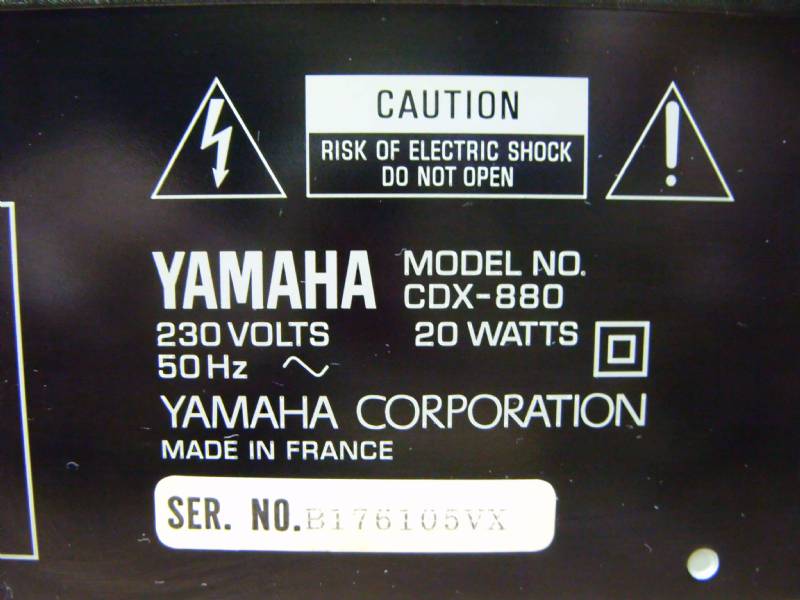 CAUTION
RISK OF ELECTRIC SHOCK
DO NOT OPEN
YAMAHA MODEL NO.
CDX-880
230 VOLTS 20 WATTS
50 Hz
YAMAHA CORPORATION
MADE IN FRANCE
SER. NO. B176105VX